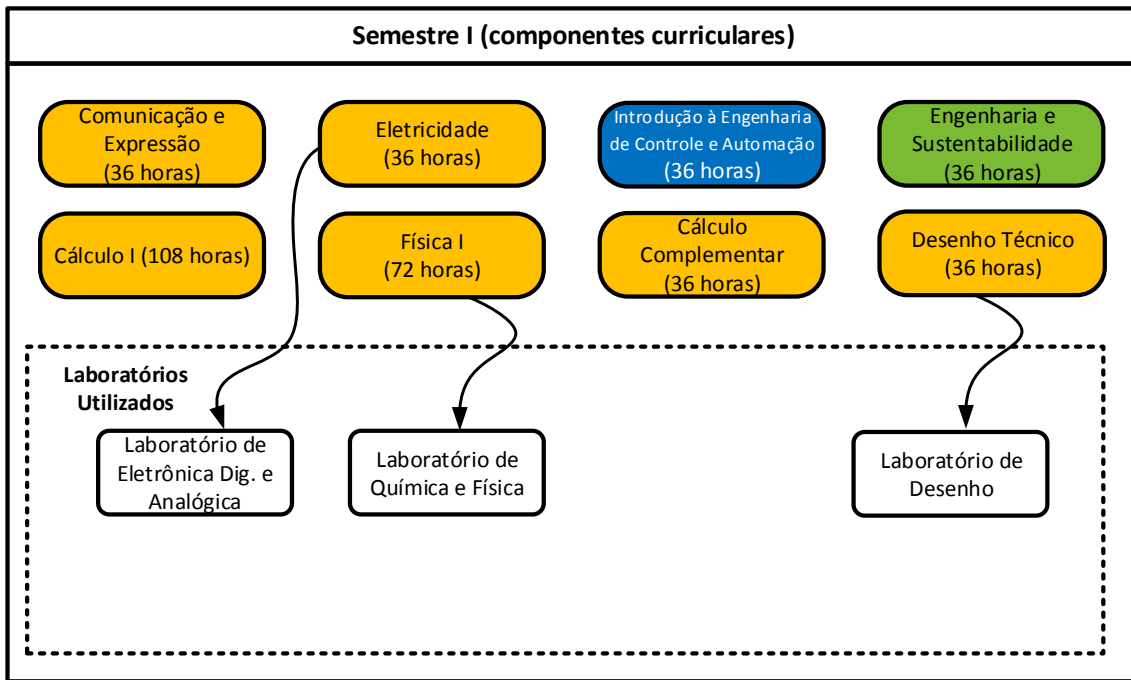 Semestre I (componentes curriculares)
Comunicação e
Expressão
(36 horas)
Eletricidade
(36 horas)
Introdução à Engenharia
de Controle e Automação
(36 horas)
Engenharia e
Sustentabilidade
(36 horas)
Cálculo I (108 horas)
Física I
(72 horas)
Cálculo
Complementar
(36 horas)
Desenho Técnico
(36 horas)
Laboratórios
Utilizados
Laboratório de
Eletrônica Dig. e
Analógica
Laboratório de
Química e Física
Laboratório de
Desenho